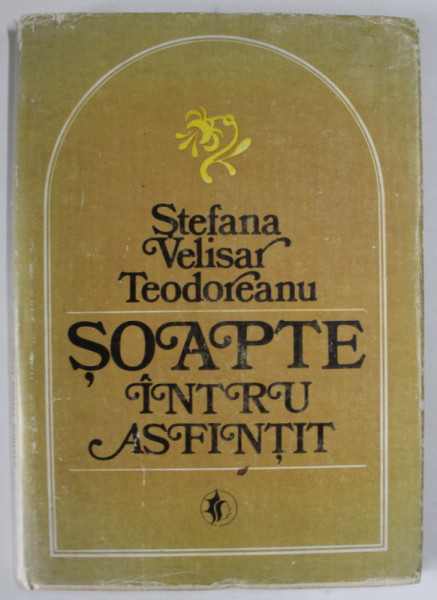 Ștefana
Velisar
Teodoreanu
ȘOAPTE
ÎNTRU
ASFINȚIT